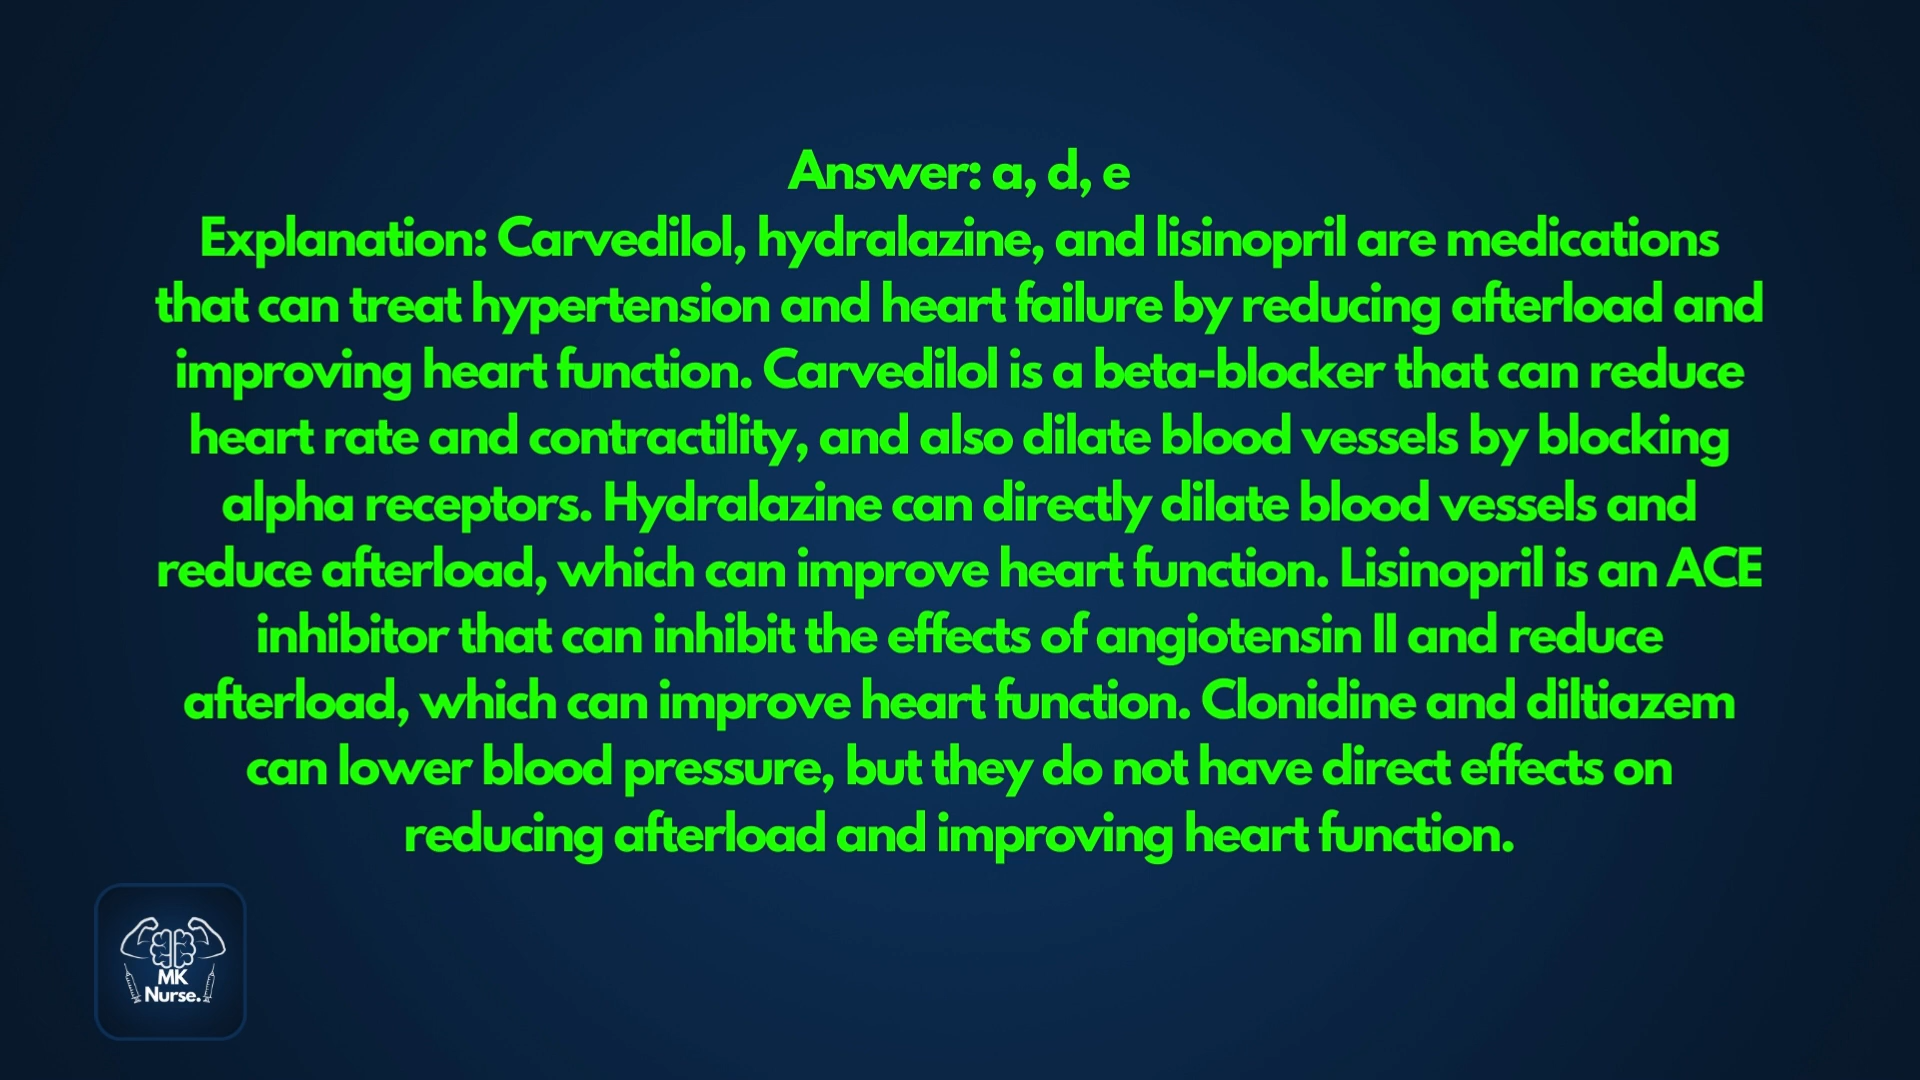 Answer: a, d, e
Explanation: Carvedilol, hydralazine, and lisinopril are medications
that can treat hypertension and heart failure by reducing afterload and
improving heart function. Carvedilol is a beta-blocker that can reduce
heart rate and contractility, and also dilate blood vessels by blocking
alpha receptors. Hydralazine can directly dilate blood vessels and
reduce afterload, which can improve heart function. Lisinopril is an ACE
inhibitor that can inhibit the effects of angiotensin II and reduce
afterload, which can improve heart function. Clonidine and diltiazem
can lower blood pressure, but they do not have direct effects on
reducing afterload and improving heart function.
MK
Nurse.